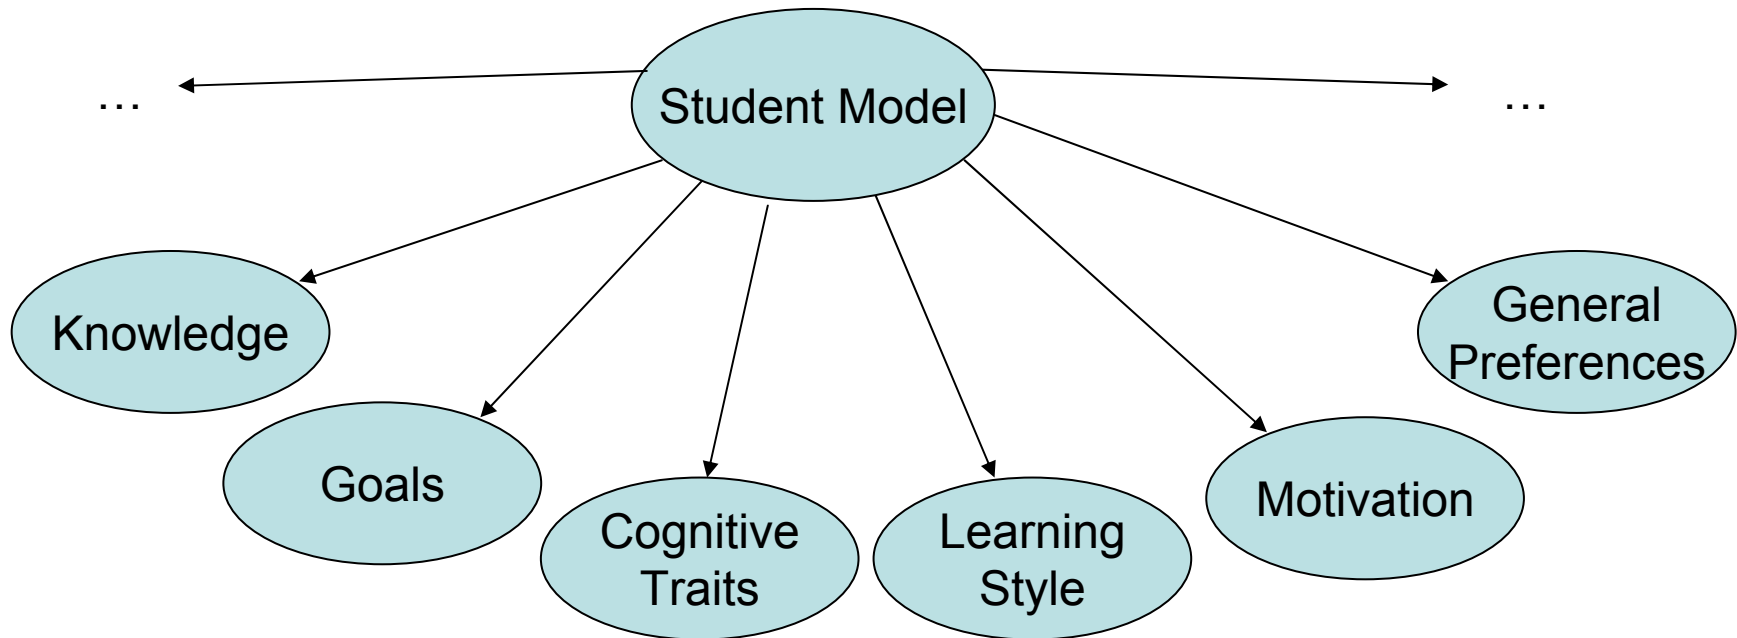 Student Model
…
…
Knowledge
Goals
Cognitive
Traits
Learning
Style
Motivation
General
Preferences